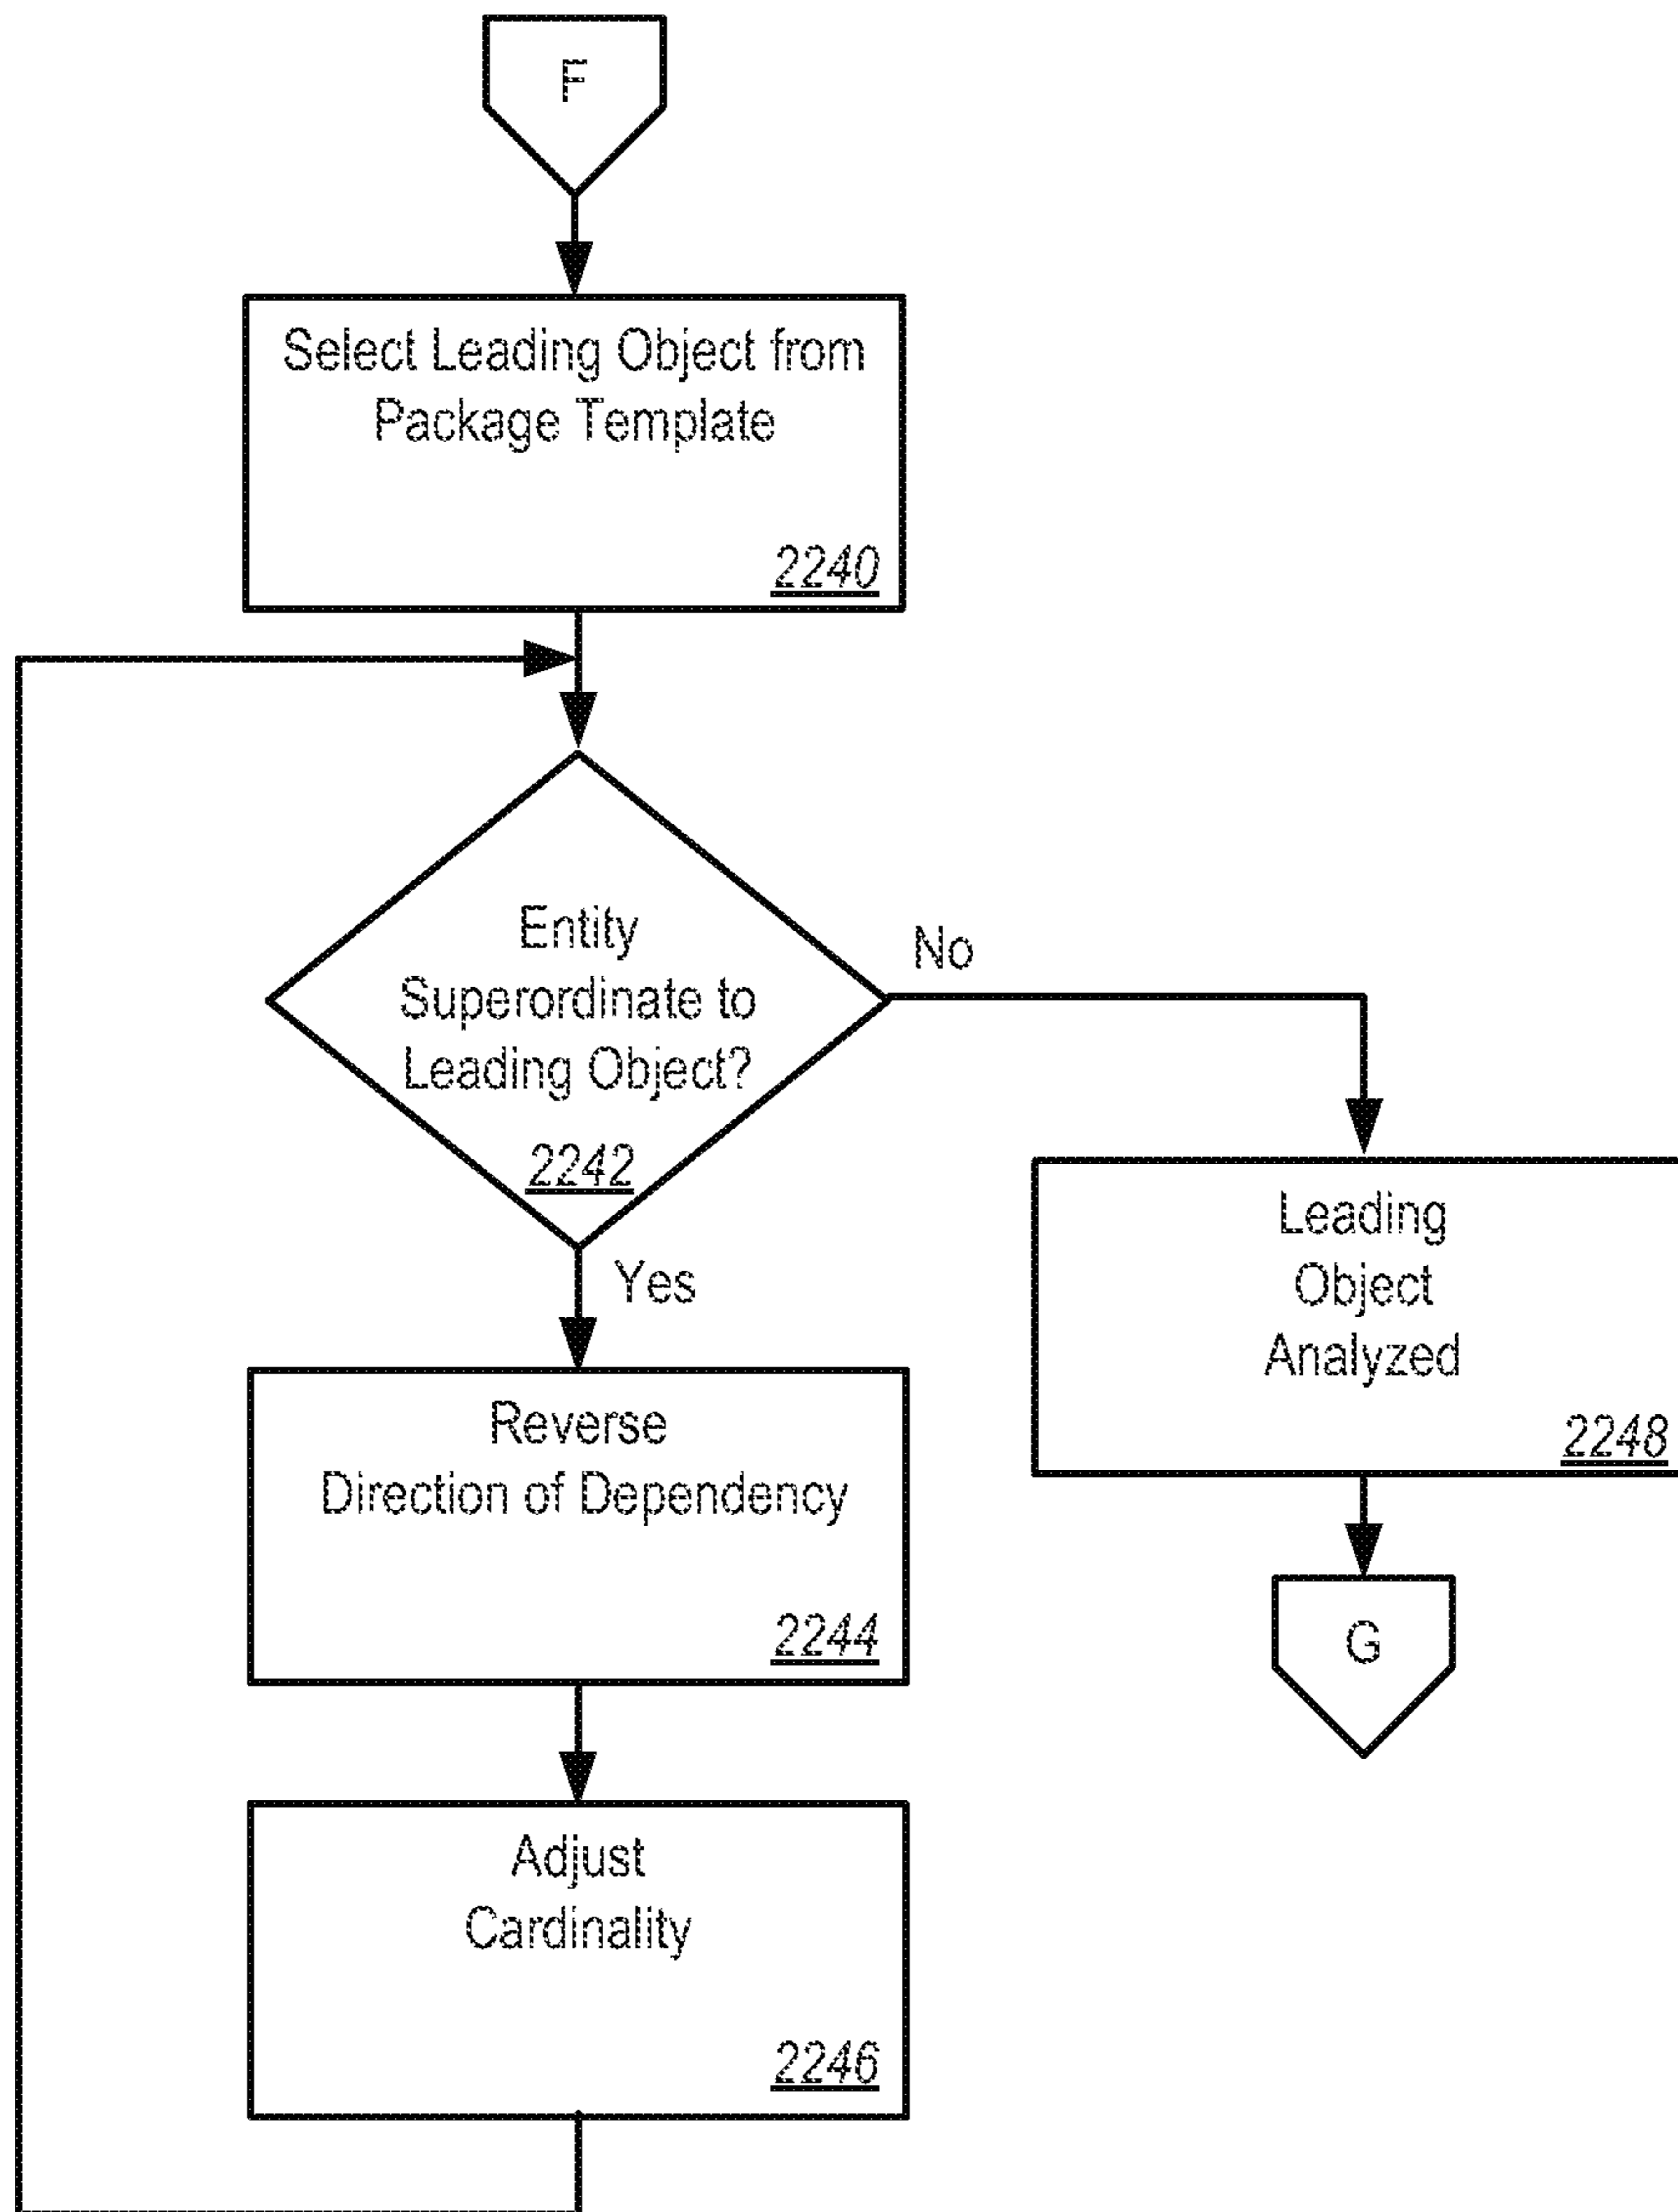 F
Select Leading Object from
Package Template
2240
Entity
Superordinate to
Leading Object?
2242
No
Yes
Leading
Object
Analyzed
2248
Reverse
Direction of Dependency
2244
G
Adjust
Cardinality
2246